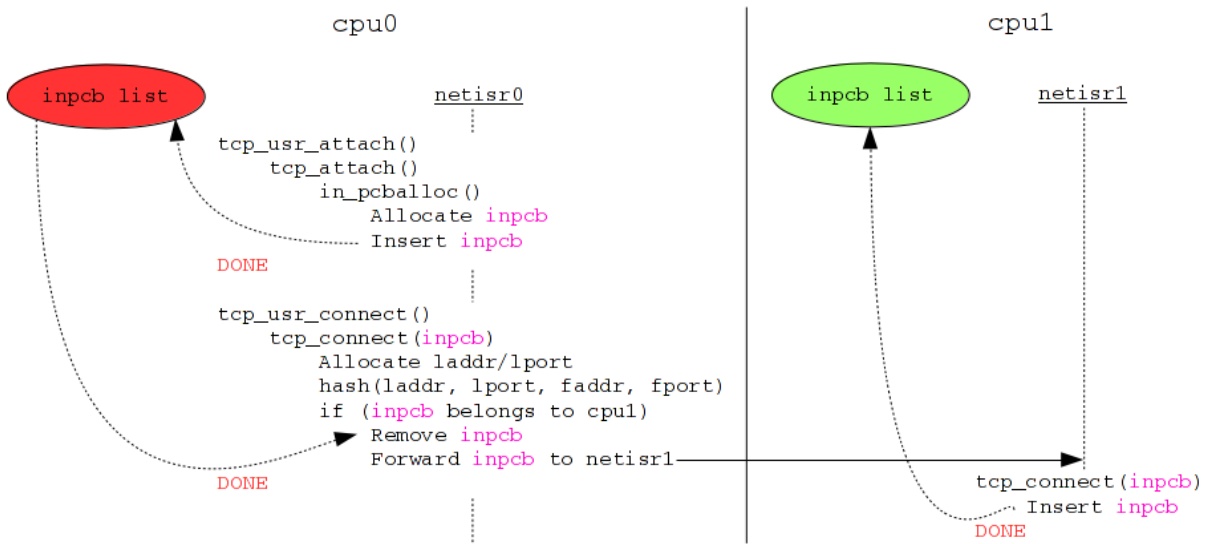 cpu0
inpcb list
netisr0
tcp_usr_attach()
tcp_attach()
in_pcballoc()
Allocate inpcb
Insert inpcb
DONE
tcp_usr_connect()
tcp_connect(inpcb)
Allocate laddr/lport
hash(laddr, lport, faddr, fport)
if (inpcb belongs to cpu1)
Remove inpcb
Forward inpcb to netisr1
DONE
cpu1
inpcb list
netisr1
tcp_connect(inpcb)
Insert inpcb
DONE